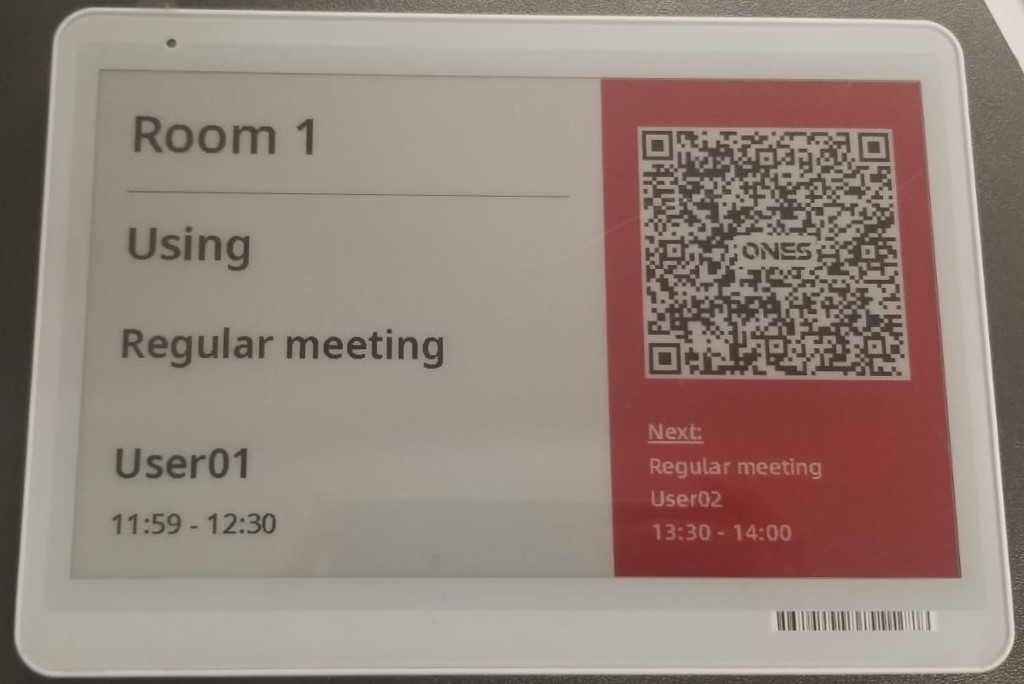 Room 1
Using
Regular meeting
User01
11:59 - 12:30
ONES
Next:
Regular meeting
User02
13:30 - 14:00